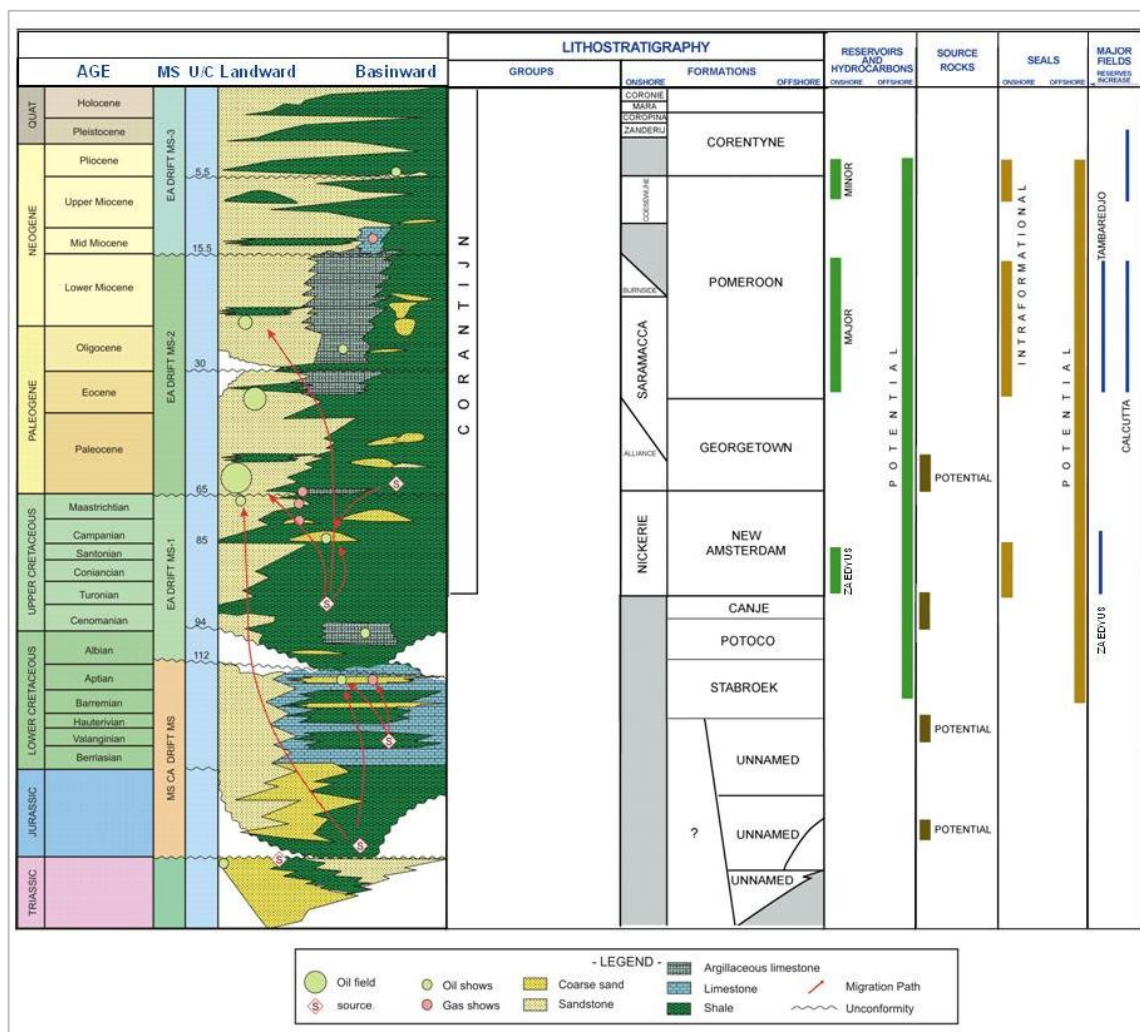 LITHOSTRATIGRAPHY
RESERVOIRS
AND
HYDROCARBONS
SOURCE
ROCKS
SEALS
MAJOR
FIELDS
AGE MS U/C Landward Basinward
GROUPS
FORMATIONS
ONSHORE OFFSHORE
ONSHORE OFFSHORE
ONSHORE OFFSHORE
RESERVES
INCREASE
QUAT
Holocene
Pleistocene
NEOGENE
Pliocene
Upper Miocene
Mid Miocene
Lower Miocene
PALEOGENE
Oligocene
Eocene
Paleocene
UPPER CRETACEOUS
Maastrichtian
Campanian
Santonian
Coniancian
Turonian
Cenomanian
LOWER CRETACEOUS
Albian
Aptian
Barremian
Hauterivian
Valanginian
Berriasian
JURASSIC
TRIASSIC
EA DRIFT MS-3
EA DRIFT MS-2
EA DRIFT MS-1
MS CA DRIFT MS
5.5
15.5
30
65
85
94
112
S
S
S
S
S
CORANTIJN
CORONIE
MARA
COROPINA
ZANDERIJ
COESEWIJNE
BURNSIDE
SARAMACCA
ALLIANCE
NICKERIE
CORENTYNE
POMEROON
GEORGETOWN
NEW
AMSTERDAM
CANJE
POTOCO
STABROEK
UNNAMED
?
UNNAMED
UNNAMED
MINOR
MAJOR
ZAEDYUS
POTENTIAL
POTENTIAL
POTENTIAL
POTENTIAL
INTRAFORMATIONAL
POTENTIAL
TAMBAREDJO
CALCUTTA
ZAEDYUS
- LEGEND -
Oil field
source.
Oil shows
Gas shows
Coarse sand
Sandstone
Argillaceous limestone
Limestone
Shale
Migration Path
Unconformity